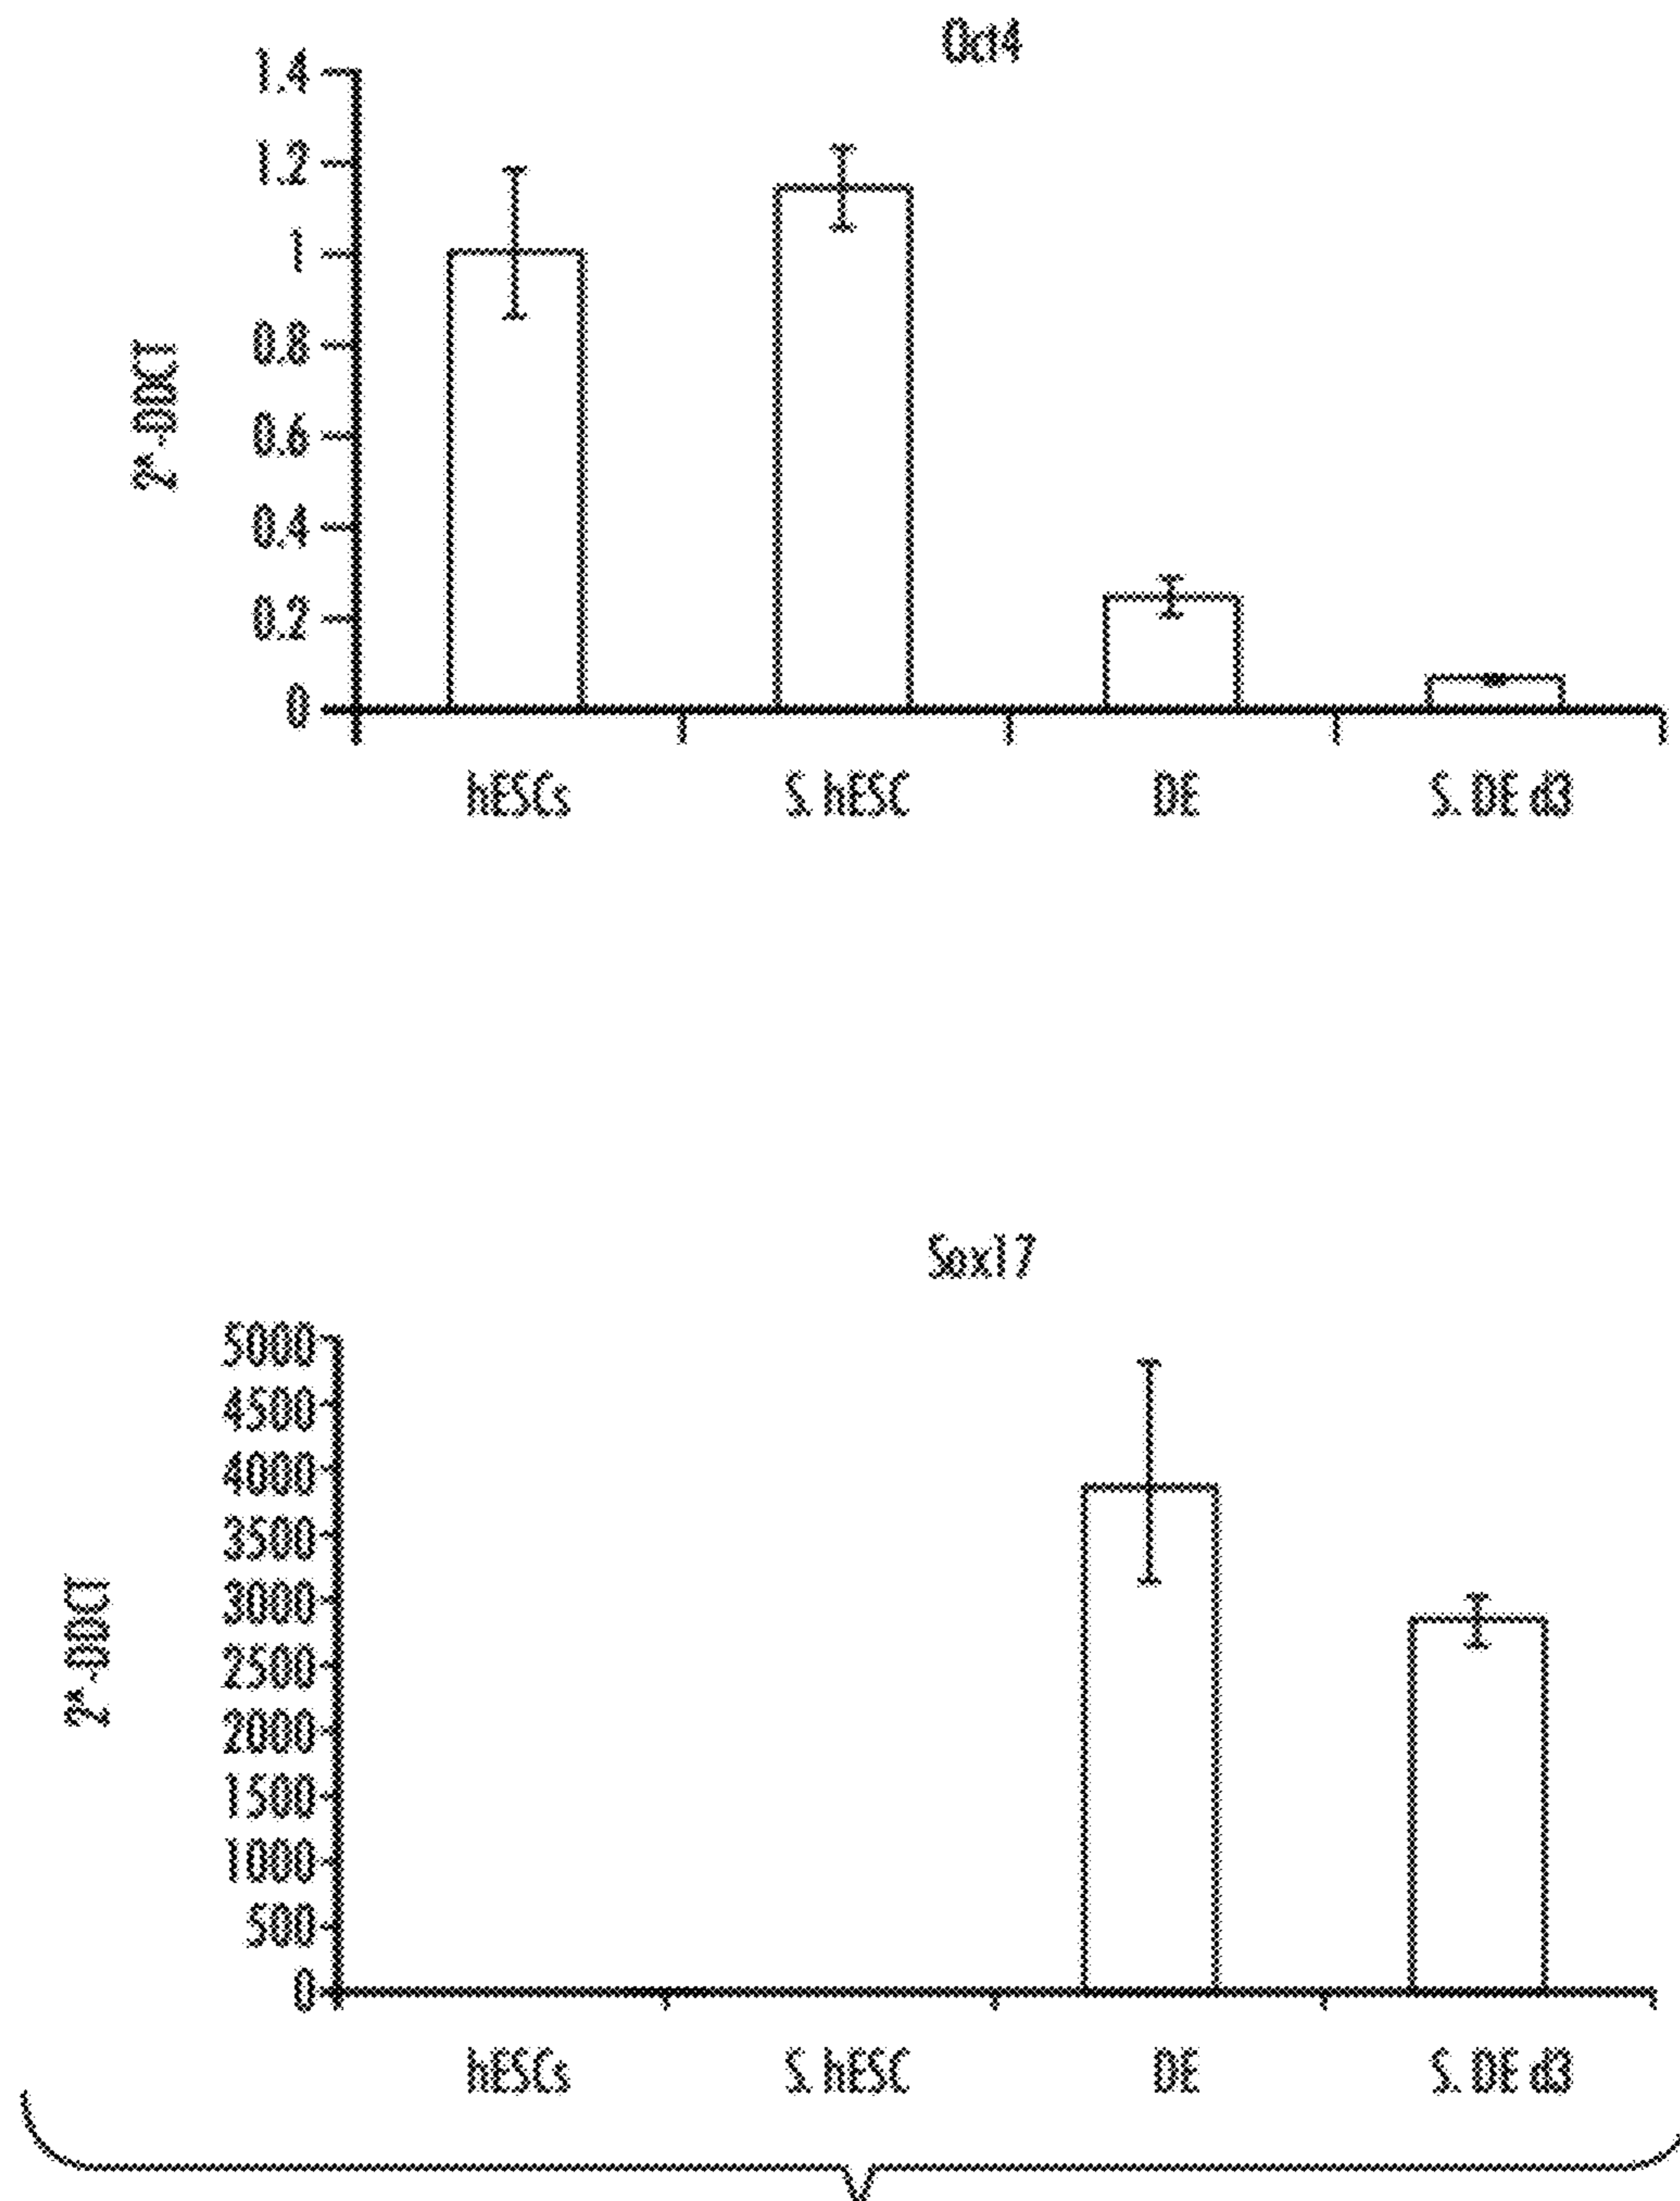 Oct4
1.4
1.2
1
0.8
0.6
0.4
0.2
0
2^-DDCT
hESCs
S. hESC
DE
S. DE d3
Sox17
5000
4500
4000
3500
3000
2500
2000
1500
1000
500
0
2^-DDCT
hESCs
S. hESC
DE
S. DE d3